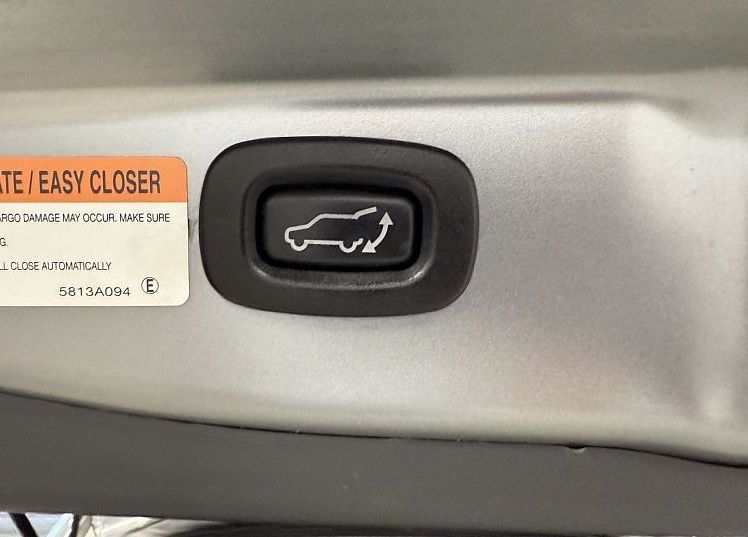 ATE / EASY CLOSER
ARGO DAMAGE MAY OCCUR. MAKE SURE
G.
LL CLOSE AUTOMATICALLY
5813A094 E